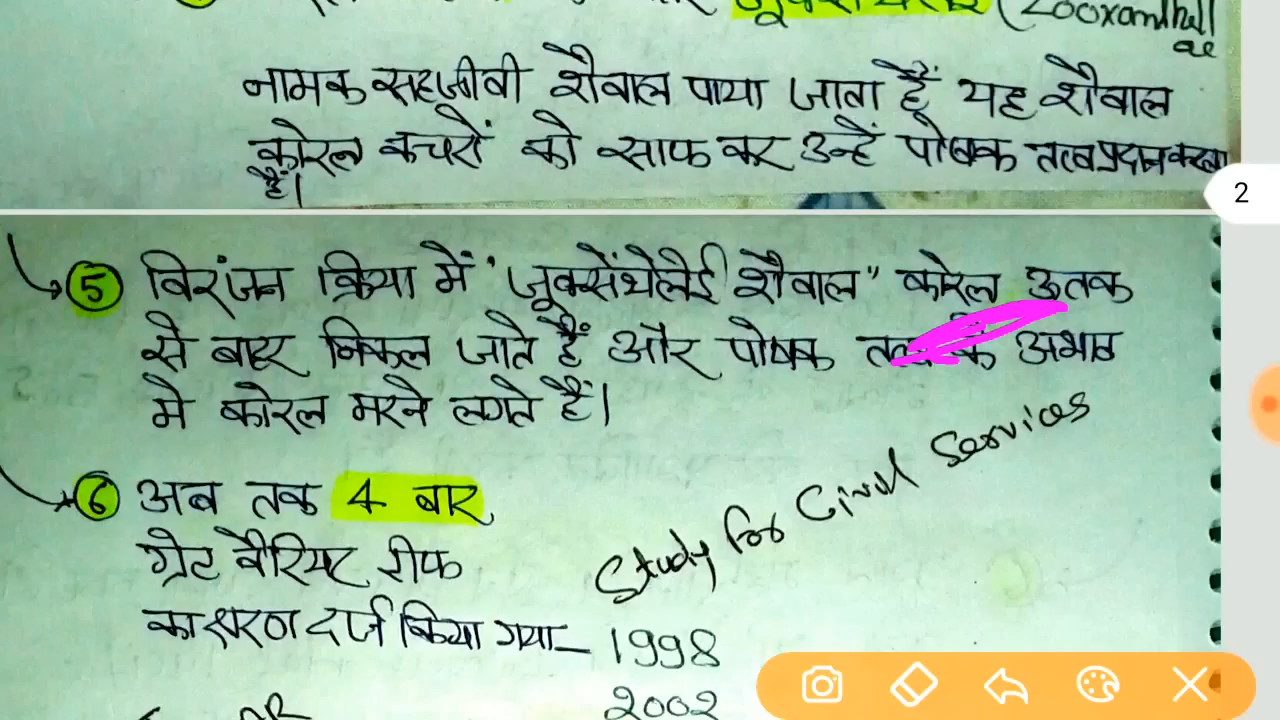 (Zooxanthell
ae
नामक सहजीवी शैवाल पाया जाता हैं यह शैवाल
कोरल कचरों को साफ कर उन्हें पोषक तत्व प्रदान करता
हैं।
2
5 विरंजन क्रिया में "जूक्सेंथेलेई शैवाल" कोरल ऊतक
से बाहर निकल जाते हैं और पोषक के अभाव
मे कोरल मरने लगते हैं।
6 अब तक 4 बार
ग्रेट बैरियर रीफ
का क्षरण दर्ज किया गया – 1998
2002
Study for Civil Services